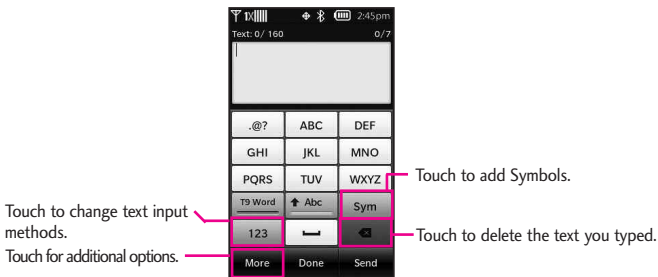 1X 2:45pm
Text: 0/ 160 0/7
.@? ABC DEF
GHI JKL MNO
PQRS TUV WXYZ
T9 Word Abc Sym
123
More Done Send
Touch to add Symbols.
Touch to change text input
methods.
Touch to delete the text you typed.
Touch for additional options.